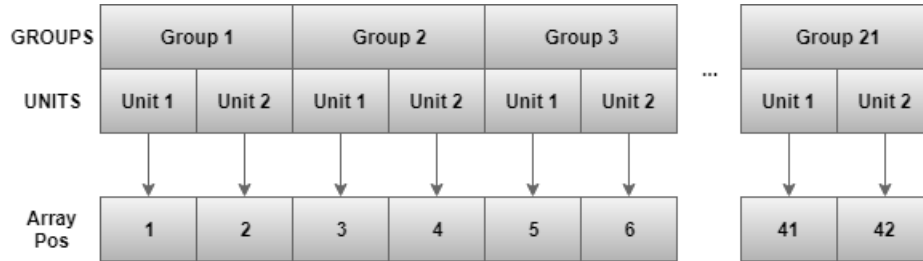 GROUPS Group 1 Group 2 Group 3 Group 21
...
UNITS Unit 1 Unit 2 Unit 1 Unit 2 Unit 1 Unit 2 Unit 1 Unit 2
Array
Pos
1 2 3 4 5 6 41 42